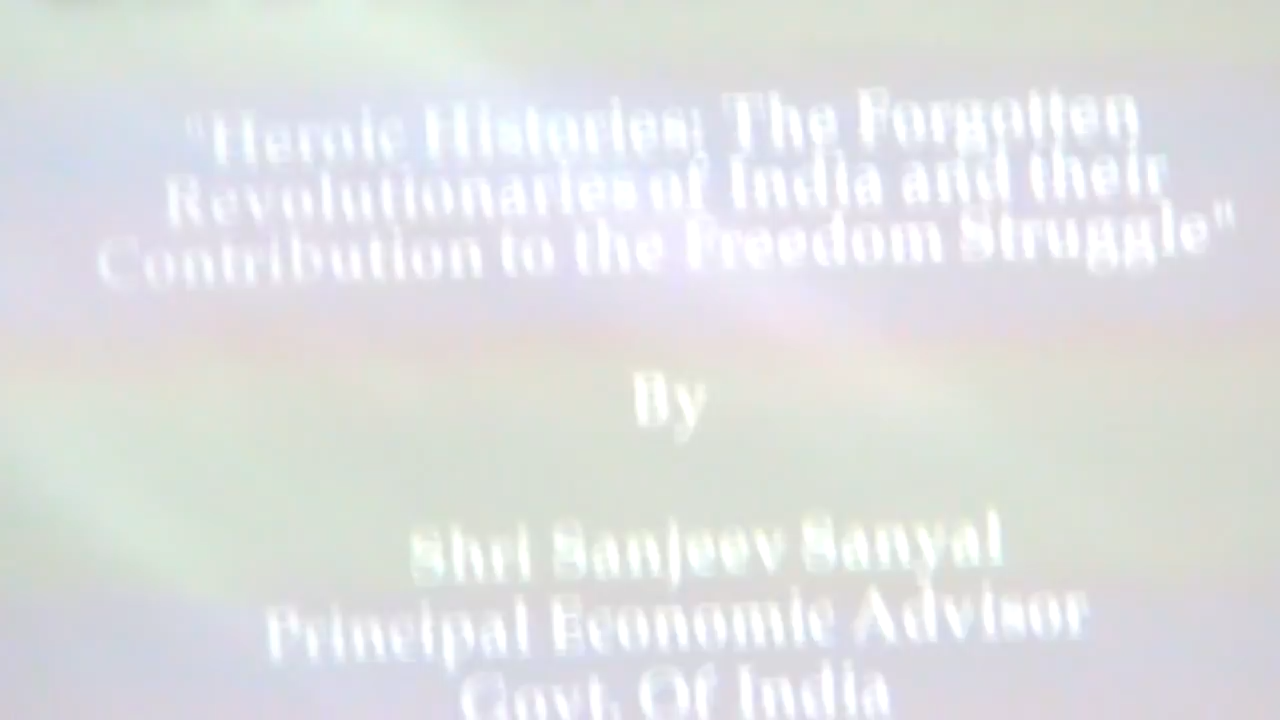 "Heroic Histories: The Forgotten
Revolutionaries of India and their
Contribution to the Freedom Struggle"
By
Shri Sanjeev Sanyal
Principal Economic Advisor
Govt. Of India